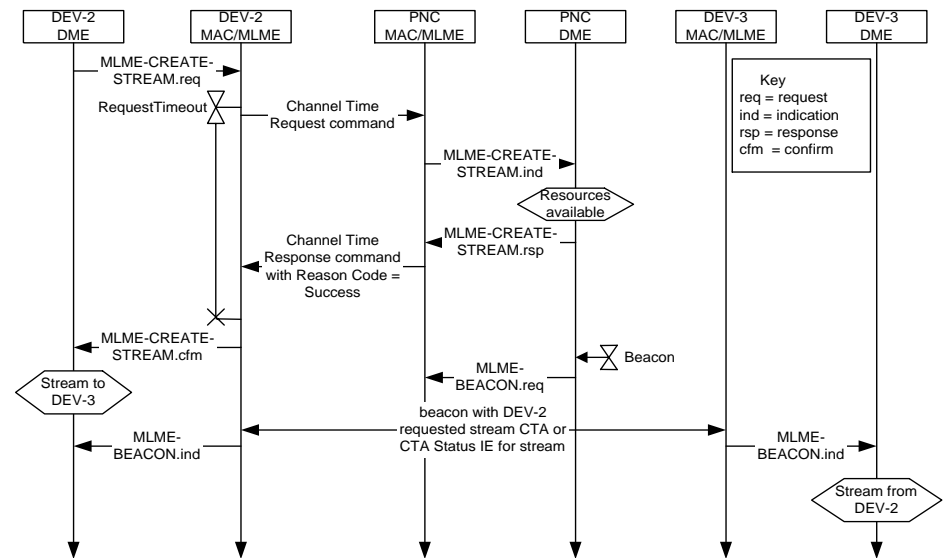 DEV-2
DME
DEV-2
MAC/MLME
PNC
MAC/MLME
PNC
DME
DEV-3
MAC/MLME
DEV-3
DME
MLME-CREATE-
STREAM.req
RequestTimeout
Channel Time
Request command
Key
req = request
ind = indication
rsp = response
cfm = confirm
MLME-CREATE-
STREAM.ind
Resources
available
MLME-CREATE-
STREAM.rsp
Channel Time
Response command
with Reason Code =
Success
MLME-CREATE-
STREAM.cfm
Beacon
Stream to
DEV-3
MLME-
BEACON.req
beacon with DEV-2
requested stream CTA or
CTA Status IE for stream
MLME-
BEACON.ind
MLME-
BEACON.ind
Stream from
DEV-2